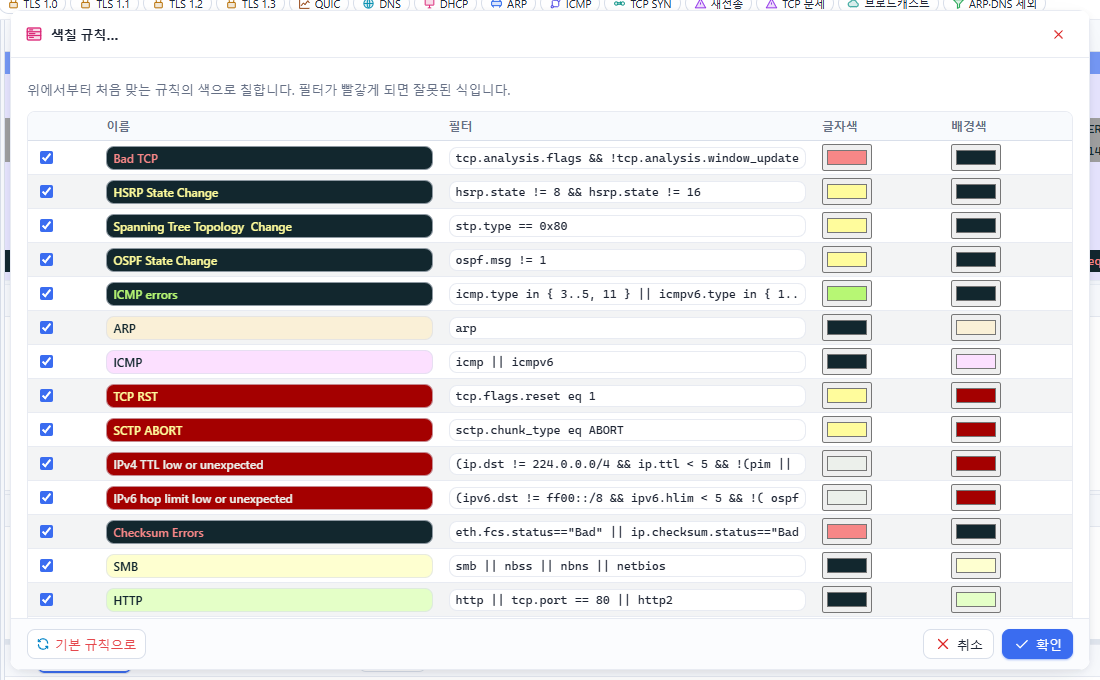 TLS 1.0 TLS 1.1 TLS 1.2 TLS 1.3 QUIC DNS DHCP ARP ICMP TCP SYN 재전송 TCP 문제 브로드캐스트 ARP·DNS 제외
색칠 규칙...
위에서부터 처음 맞는 규칙의 색으로 칠합니다. 필터가 빨갛게 되면 잘못된 식입니다.
이름 필터 글자색 배경색
Bad TCP tcp.analysis.flags && !tcp.analysis.window_update
HSRP State Change hsrp.state != 8 && hsrp.state != 16
Spanning Tree Topology  Change stp.type == 0x80
OSPF State Change ospf.msg != 1
ICMP errors icmp.type in { 3..5, 11 } || icmpv6.type in { 1..
ARP arp
ICMP icmp || icmpv6
TCP RST tcp.flags.reset eq 1
SCTP ABORT sctp.chunk_type eq ABORT
IPv4 TTL low or unexpected (ip.dst != 224.0.0.0/4 && ip.ttl < 5 && !(pim ||
IPv6 hop limit low or unexpected (ipv6.dst != ff00::/8 && ipv6.hlim < 5 && !( ospf
Checksum Errors eth.fcs.status=="Bad" || ip.checksum.status=="Bad
SMB smb || nbss || nbns || netbios
HTTP http || tcp.port == 80 || http2
기본 규칙으로 취소 확인